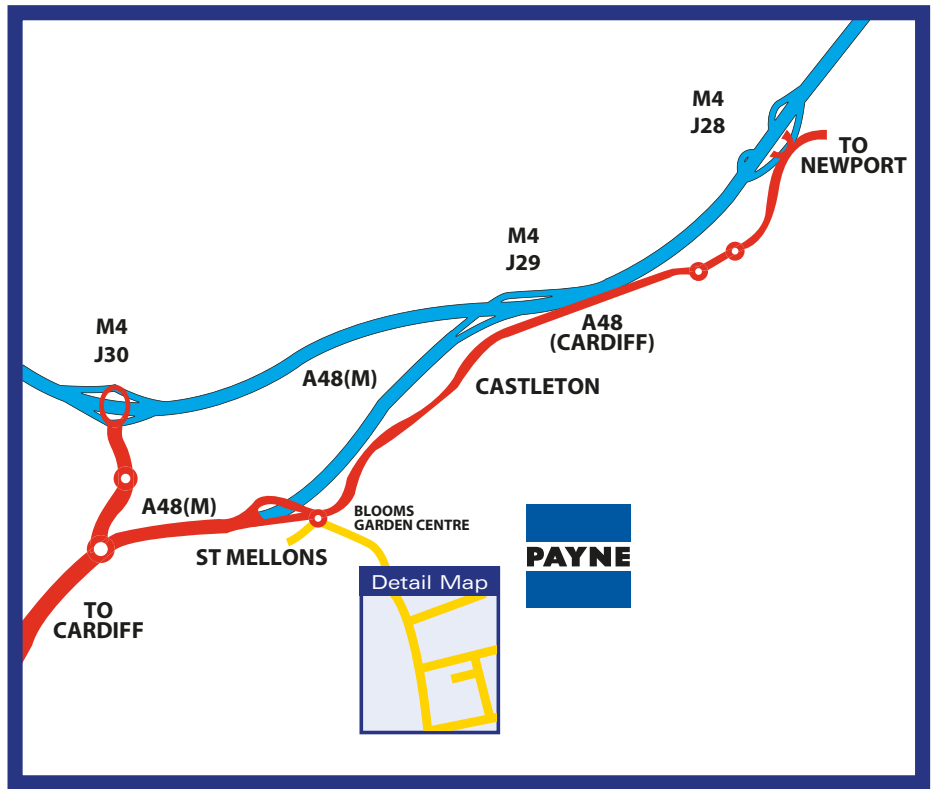 M4
J28
TO
NEWPORT
M4
J29
A48
(CARDIFF)
M4
J30
A48(M)
CASTLETON
A48(M)
BLOOMS
GARDEN CENTRE
ST MELLONS
PAYNE
Detail Map
TO
CARDIFF